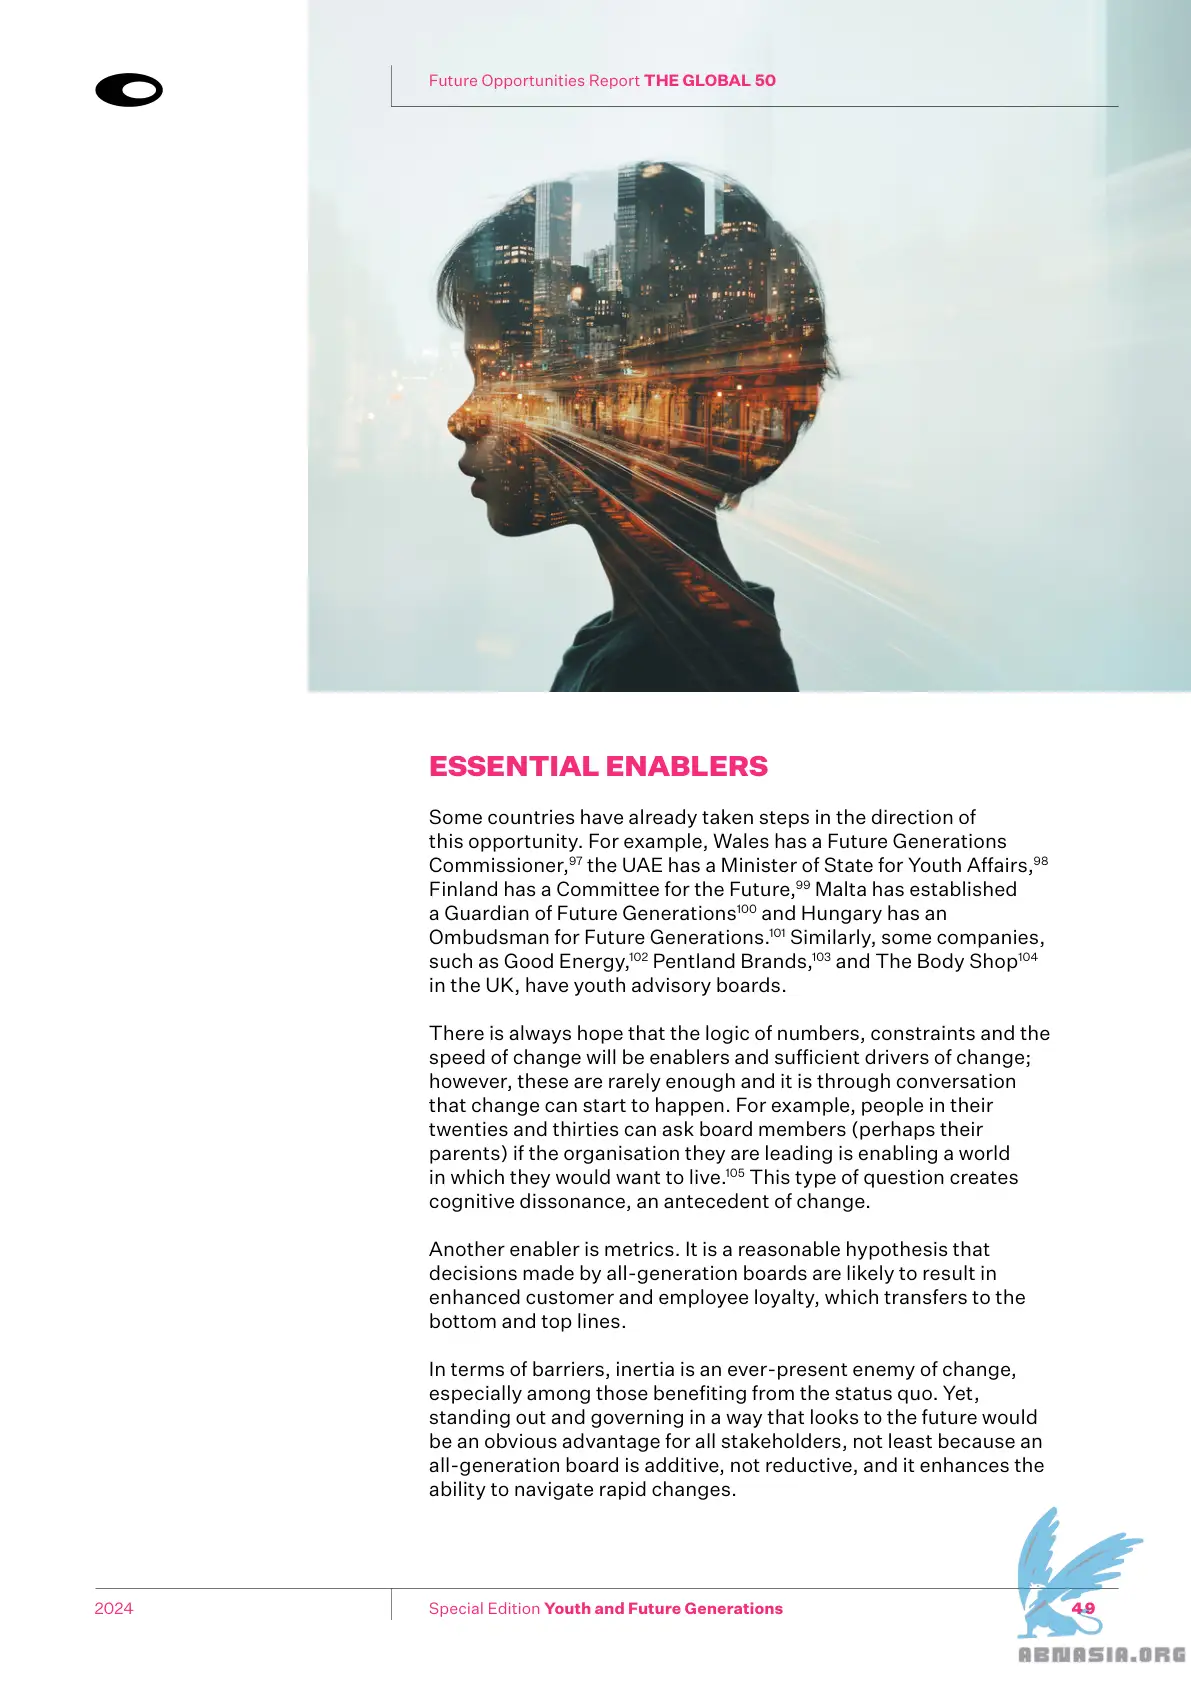 Future Opportunities Report THE GLOBAL 50
ESSENTIAL ENABLERS
Some countries have already taken steps in the direction of
this opportunity. For example, Wales has a Future Generations
Commissioner,97 the UAE has a Minister of State for Youth Affairs,98
Finland has a Committee for the Future,99 Malta has established
a Guardian of Future Generations100 and Hungary has an
Ombudsman for Future Generations.101 Similarly, some companies,
such as Good Energy,102 Pentland Brands,103 and The Body Shop104
in the UK, have youth advisory boards.
There is always hope that the logic of numbers, constraints and the
speed of change will be enablers and sufficient drivers of change;
however, these are rarely enough and it is through conversation
that change can start to happen. For example, people in their
twenties and thirties can ask board members (perhaps their
parents) if the organisation they are leading is enabling a world
in which they would want to live.105 This type of question creates
cognitive dissonance, an antecedent of change.
Another enabler is metrics. It is a reasonable hypothesis that
decisions made by all-generation boards are likely to result in
enhanced customer and employee loyalty, which transfers to the
bottom and top lines.
In terms of barriers, inertia is an ever-present enemy of change,
especially among those benefiting from the status quo. Yet,
standing out and governing in a way that looks to the future would
be an obvious advantage for all stakeholders, not least because an
all-generation board is additive, not reductive, and it enhances the
ability to navigate rapid changes.
2024
Special Edition Youth and Future Generations
49
ABNASIA.ORG